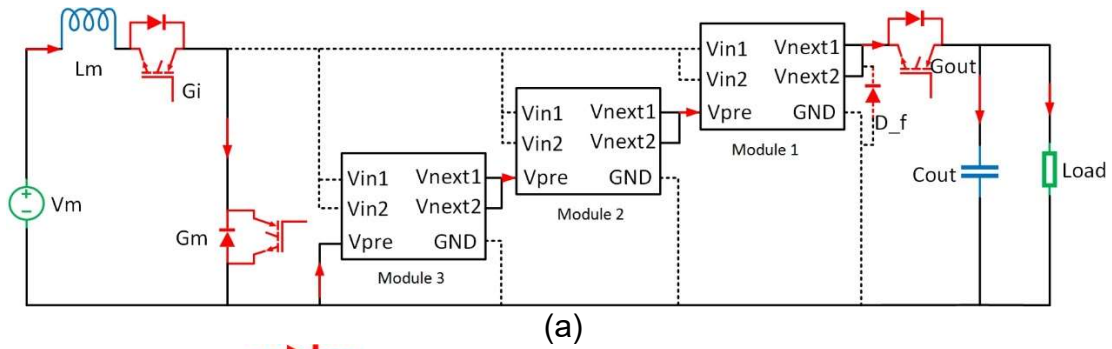 Lm
Gi
Vm
Gm
Vin1
Vnext1
Vin2
Vnext2
Vpre
GND
Module 3
Vin1
Vnext1
Vin2
Vnext2
Vpre
GND
Module 2
Vin1
Vnext1
Vin2
Vnext2
Vpre
GND
Module 1
Gout
D_f
Cout
Load
(a)